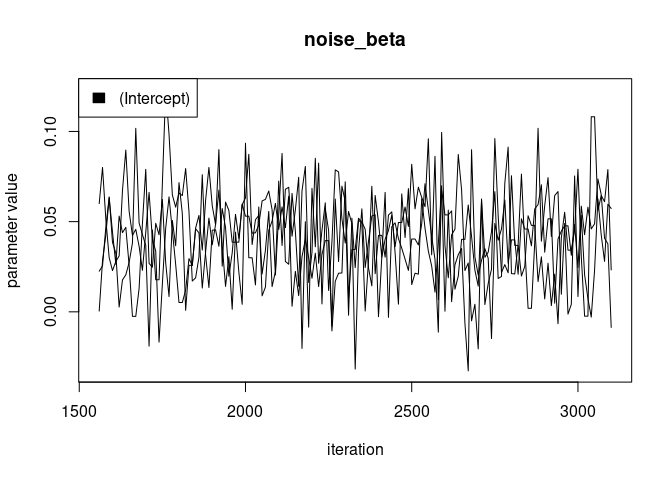 noise_beta
(Intercept)
parameter value
0.10
0.05
0.00
1500 2000 2500 3000
iteration